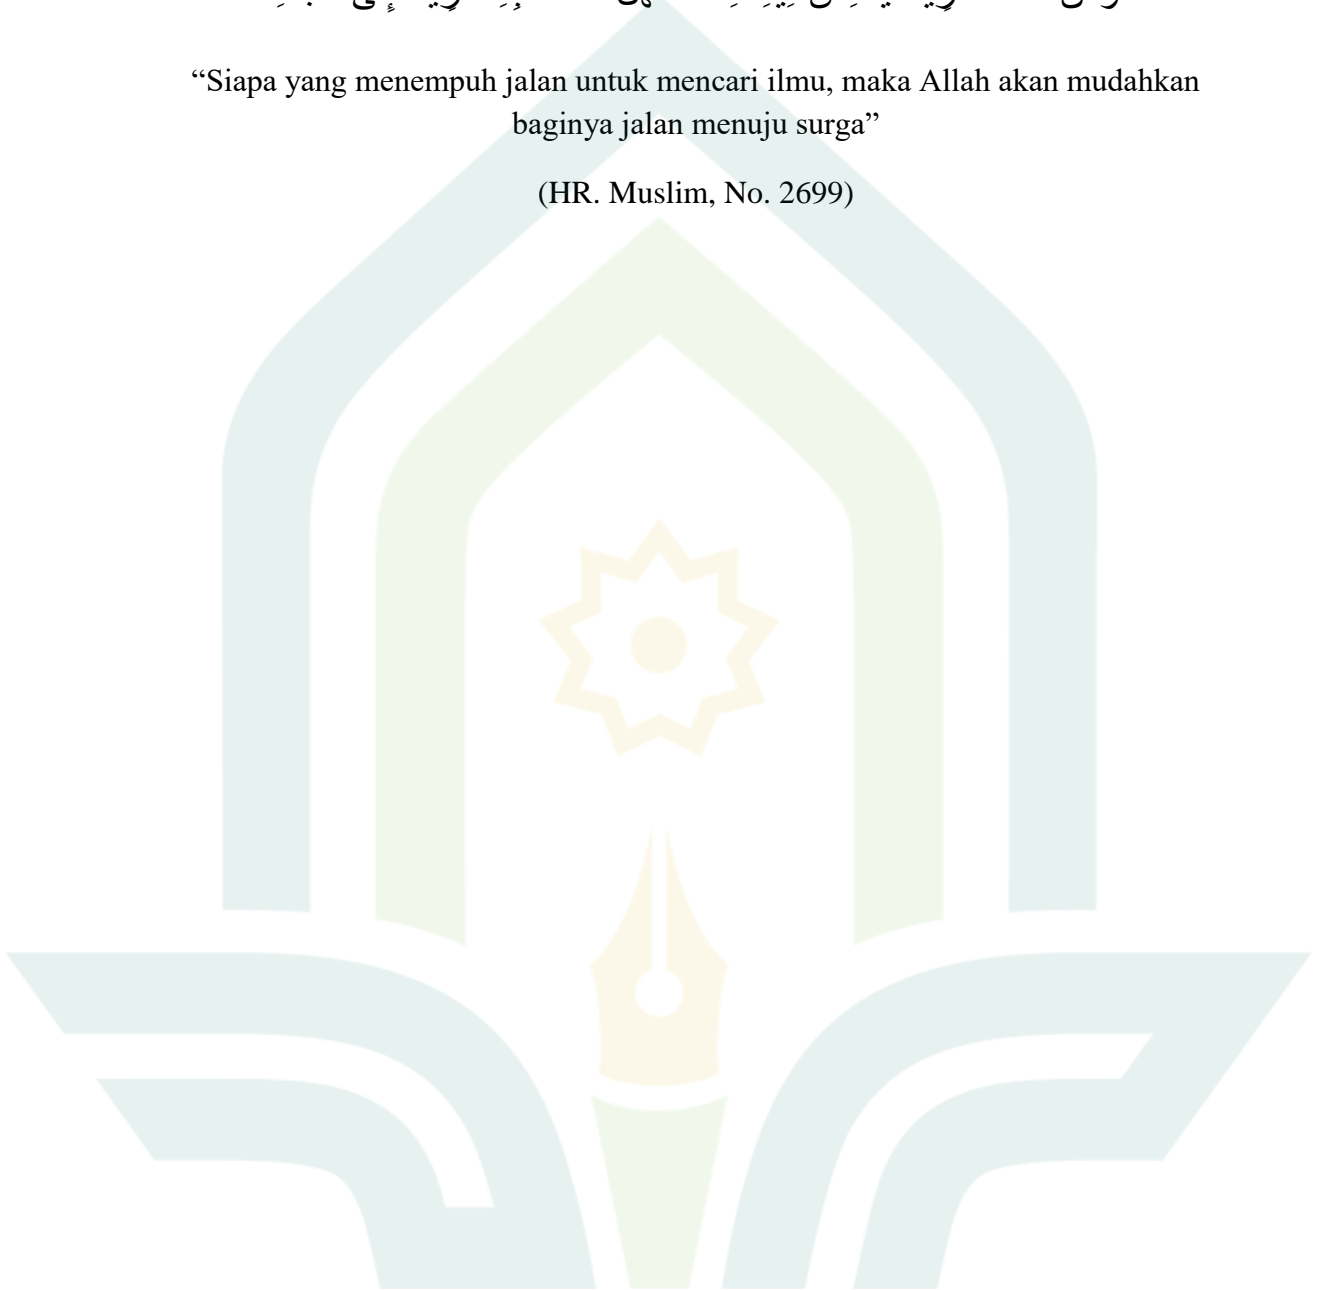 “Siapa yang menempuh jalan untuk mencari ilmu, maka Allah akan mudahkan
baginya jalan menuju surga”
(HR. Muslim, No. 2699)